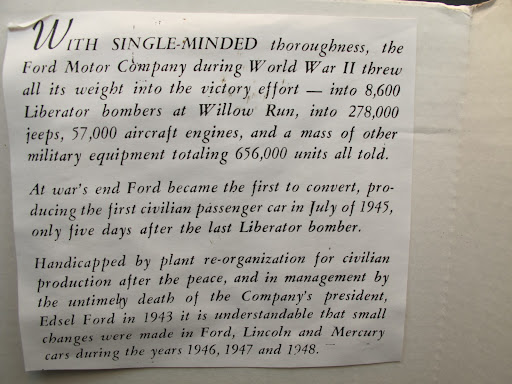 WITH SINGLE-MINDED thoroughness, the
Ford Motor Company during World War II threw
all its weight into the victory effort — into 8,600
Liberator bombers at Willow Run, into 278,000
jeeps, 57,000 aircraft engines, and a mass of other
military equipment totaling 656,000 units all told.
At war's end Ford became the first to convert, pro-
ducing the first civilian passenger car in July of 1945,
only five days after the last Liberator bomber.
Handicapped by plant re-organization for civilian
production after the peace, and in management by
the untimely death of the Company's president,
Edsel Ford in 1943 it is understandable that small
changes were made in Ford, Lincoln and Mercury
cars during the years 1946, 1947 and 1948.